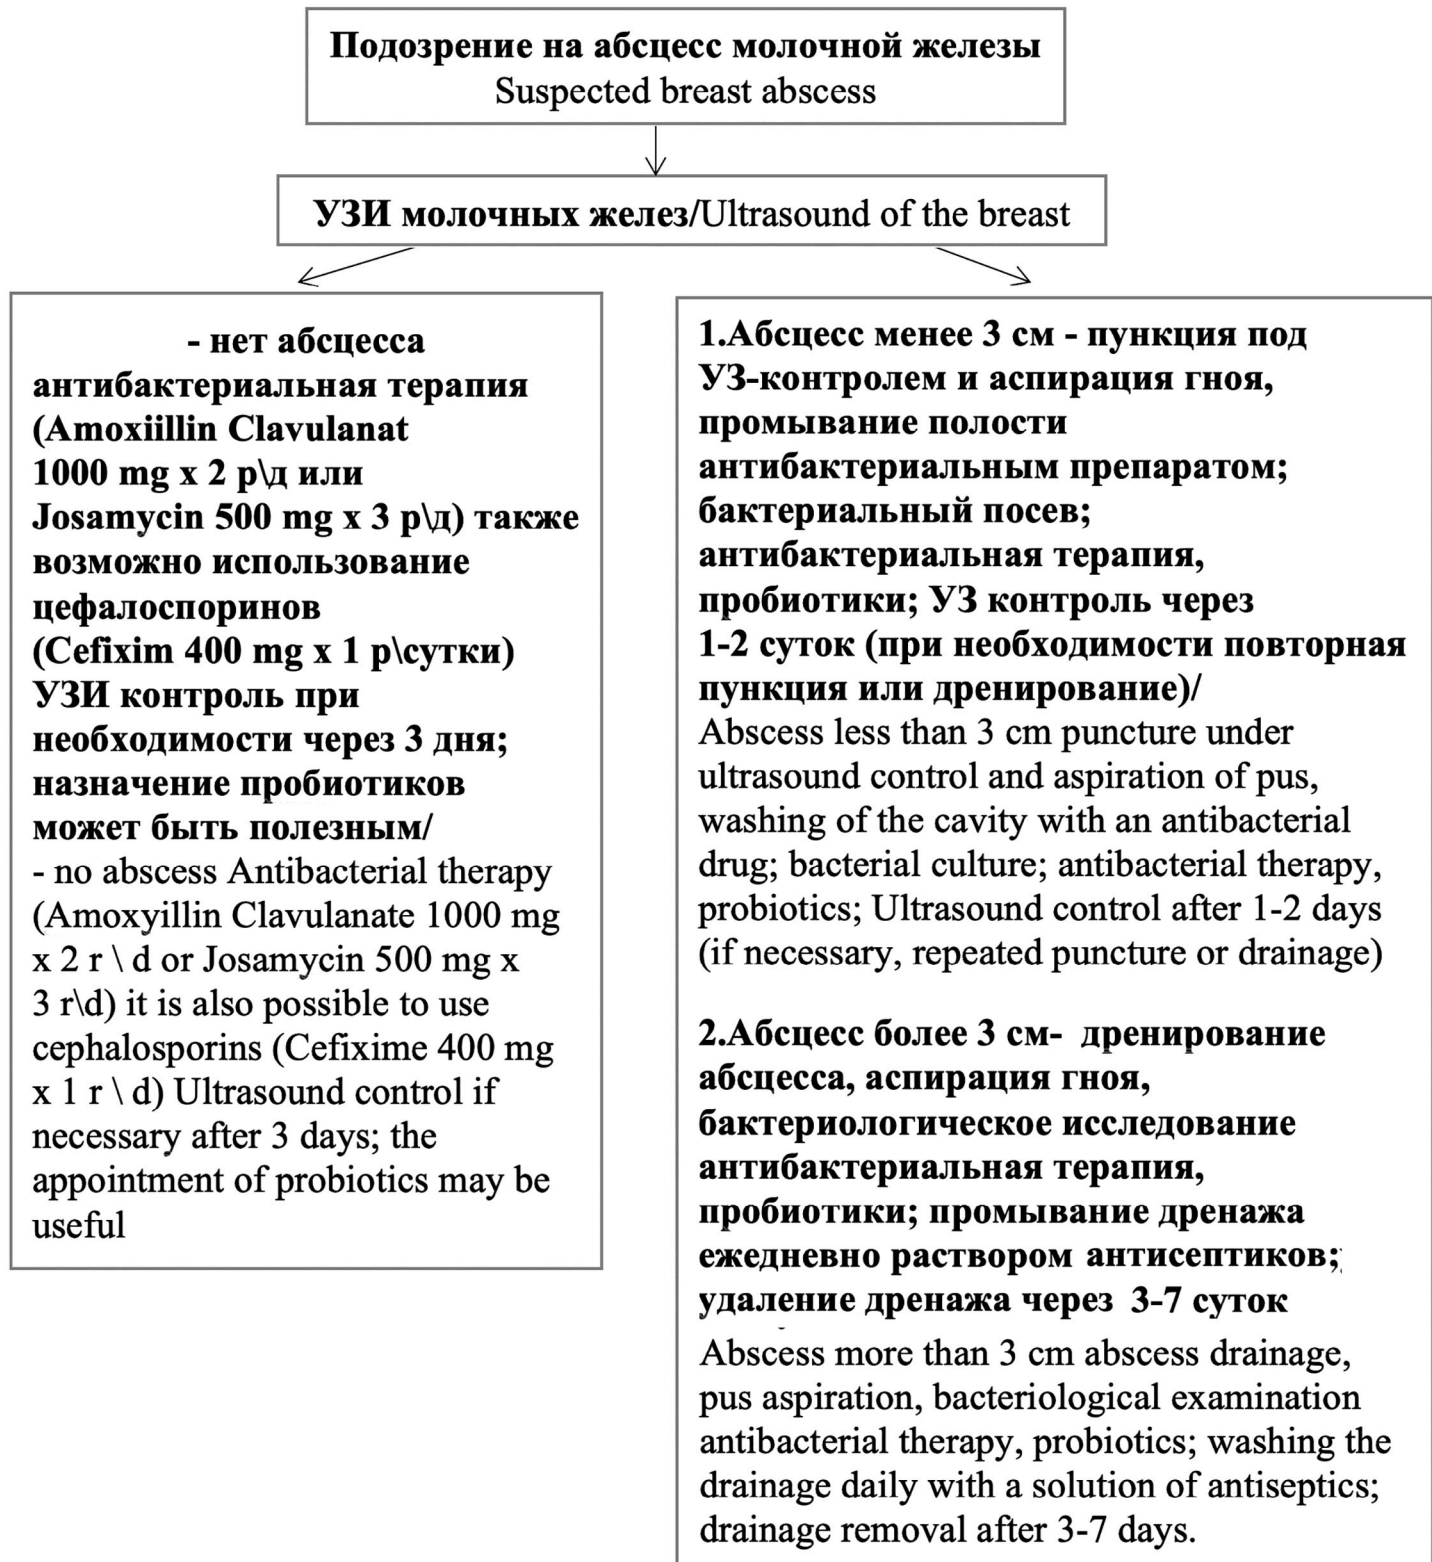 Подозрение на абсцесс молочной железы
Suspected breast abscess
УЗИ молочных желез/Ultrasound of the breast
- нет абсцесса
антибактериальная терапия
(Amoxiillin Clavulanat
1000 mg x 2 р\д или
Josamycin 500 mg x 3 р\д) также
возможно использование
цефалоспоринов
(Cefixim 400 mg x 1 р\сутки)
УЗИ контроль при
необходимости через 3 дня;
назначение пробиотиков
может быть полезным/
- no abscess Antibacterial therapy
(Amoxyillin Clavulanate 1000 mg
x 2 r \ d or Josamycin 500 mg x
3 r\d) it is also possible to use
cephalosporins (Cefixime 400 mg
x 1 r \ d) Ultrasound control if
necessary after 3 days; the
appointment of probiotics may be
useful
1.Абсцесс менее 3 см - пункция под
УЗ-контролем и аспирация гноя,
промывание полости
антибактериальным препаратом;
бактериальный посев;
антибактериальная терапия,
пробиотики; УЗ контроль через
1-2 суток (при необходимости повторная
пункция или дренирование)/
Abscess less than 3 cm puncture under
ultrasound control and aspiration of pus,
washing of the cavity with an antibacterial
drug; bacterial culture; antibacterial therapy,
probiotics; Ultrasound control after 1-2 days
(if necessary, repeated puncture or drainage)
2.Абсцесс более 3 см- дренирование
абсцесса, аспирация гноя,
бактериологическое исследование
антибактериальная терапия,
пробиотики; промывание дренажа
ежедневно раствором антисептиков;
удаление дренажа через 3-7 суток
Abscess more than 3 cm abscess drainage,
pus aspiration, bacteriological examination
antibacterial therapy, probiotics; washing the
drainage daily with a solution of antiseptics;
drainage removal after 3-7 days.